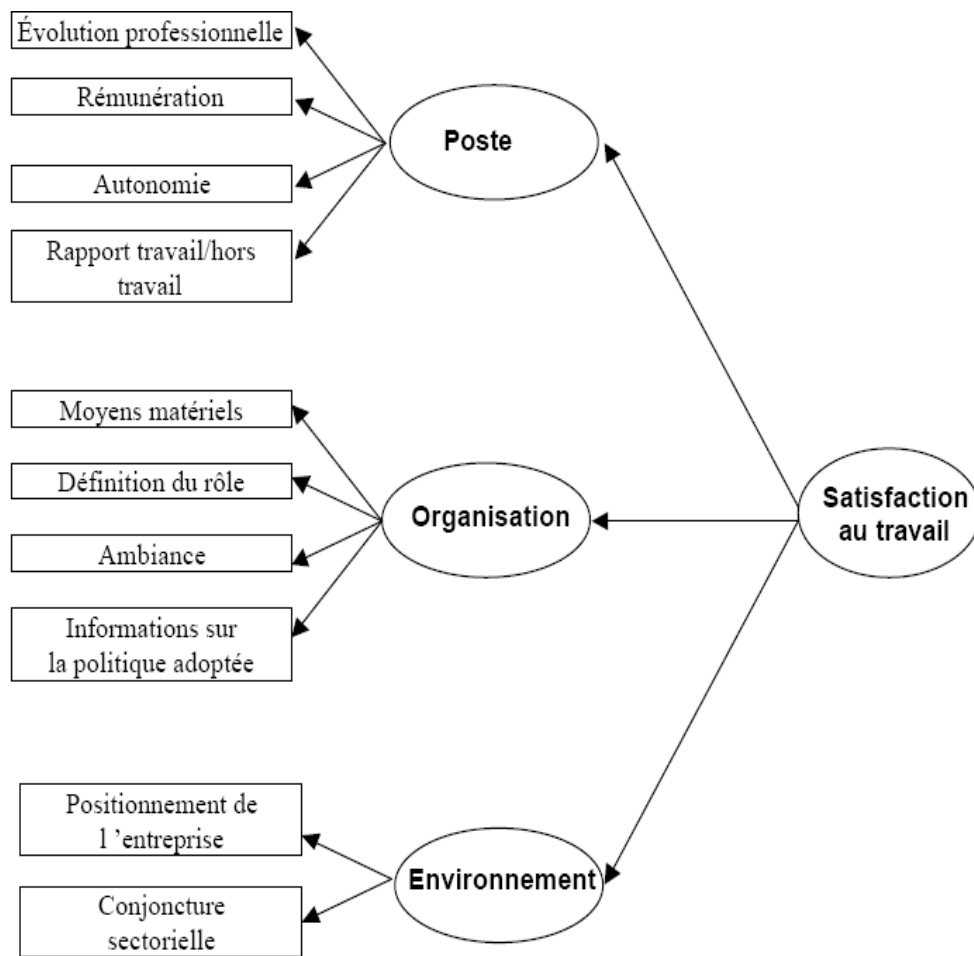 Évolution professionnelle
Rémunération
Autonomie
Rapport travail/hors
travail
Poste
Moyens matériels
Définition du rôle
Ambiance
Informations sur
la politique adoptée
Organisation
Satisfaction
au travail
Positionnement de
l ’entreprise
Conjoncture
sectorielle
Environnement